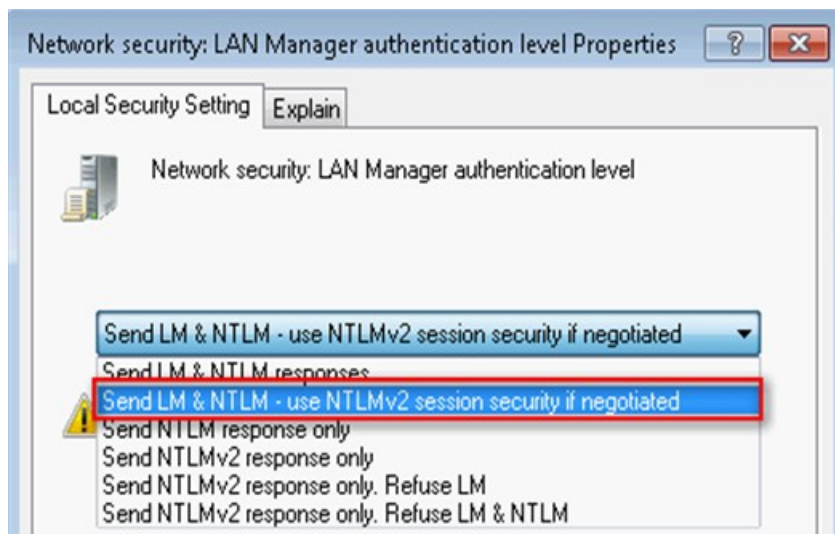 Network security: LAN Manager authentication level Properties
Local Security Setting
Explain
Network security: LAN Manager authentication level
Send LM & NTLM - use NTLMv2 session security if negotiated
Send LM & NTLM responses
Send LM & NTLM - use NTLMv2 session security if negotiated
Send NTLM response only
Send NTLMv2 response only
Send NTLMv2 response only. Refuse LM
Send NTLMv2 response only. Refuse LM & NTLM